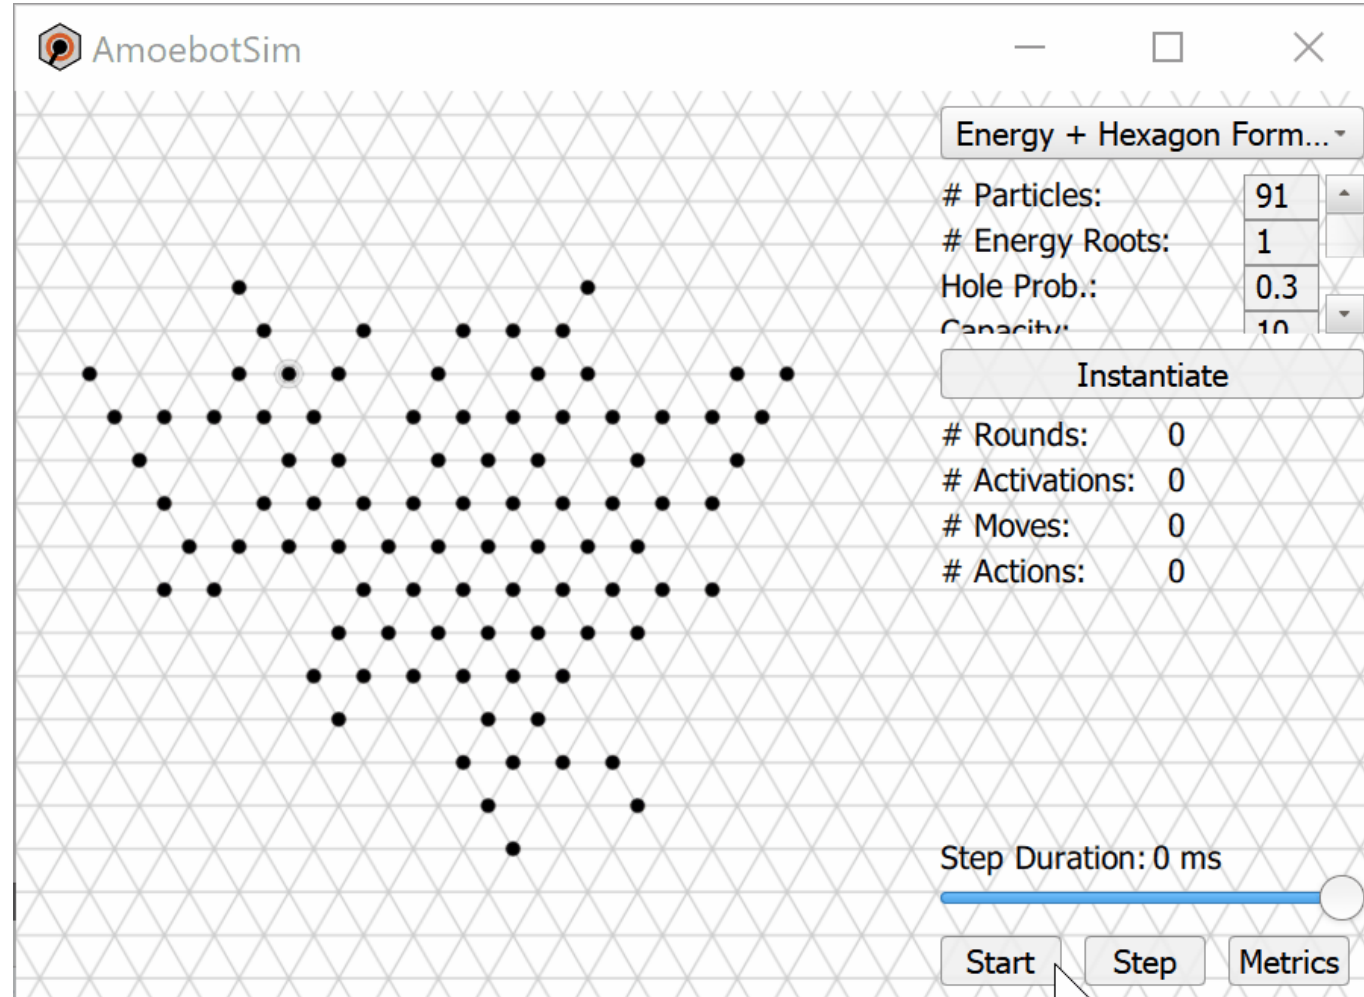 AmoebotSim
Energy + Hexagon Form...
# Particles: 91
# Energy Roots: 1
Hole Prob.: 0.3
Capacity: 10
Instantiate
# Rounds: 0
# Activations: 0
# Moves: 0
# Actions: 0
Step Duration: 0 ms
Start Step Metrics